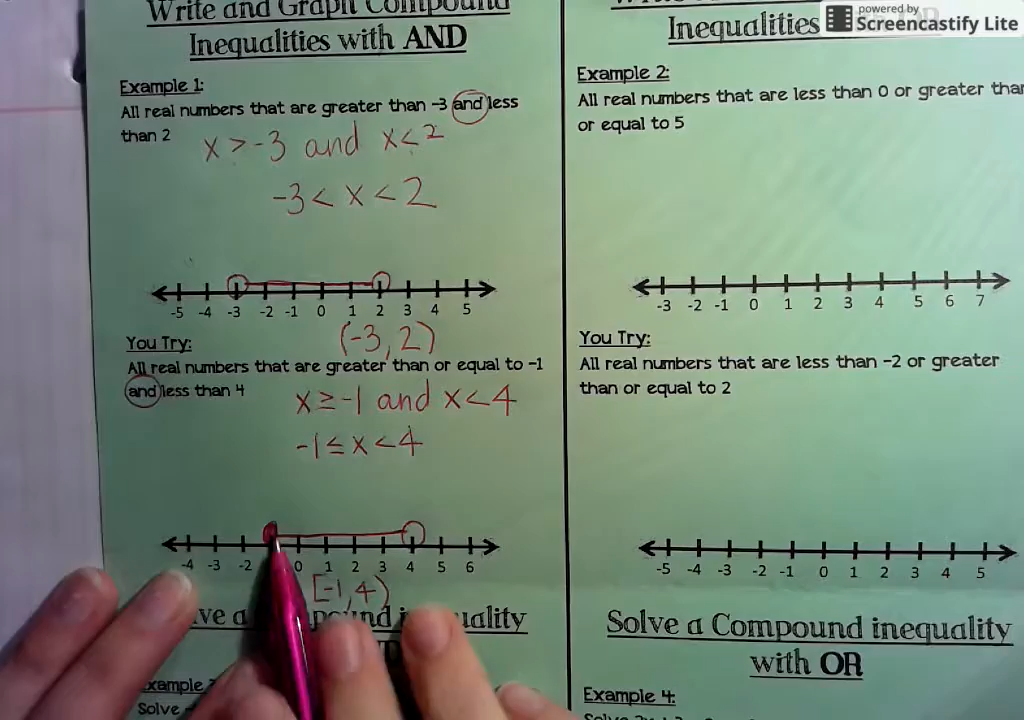 Write and Graph Compound
Inequalities with AND
Example 1:
All real numbers that are greater than -3 and less
than 2
x > -3 and x < 2
-3 < x < 2
-5 -4 -3 -2 -1 0 1 2 3 4 5
(-3, 2)
You Try:
All real numbers that are greater than or equal to -1
and less than 4
x ≥ -1 and x < 4
-1 ≤ x < 4
-4 -3 -2 0 1 2 3 4 5 6
[-1, 4)
Inequalities
powered by
Screencastify Lite
Example 2:
All real numbers that are less than 0 or greater than
or equal to 5
-3 -2 -1 0 1 2 3 4 5 6 7
You Try:
All real numbers that are less than -2 or greater
than or equal to 2
-5 -4 -3 -2 -1 0 1 2 3 4 5
Solve a Compound inequality
with OR
Example 4:
Solve